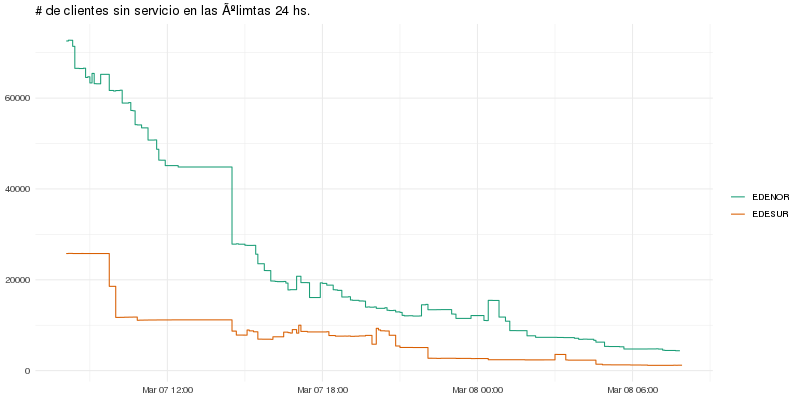 # de clientes sin servicio en las Ãºlimtas 24 hs.
60000
40000
20000
0
Mar 07 12:00
Mar 07 18:00
Mar 08 00:00
Mar 08 06:00
EDENOR
EDESUR